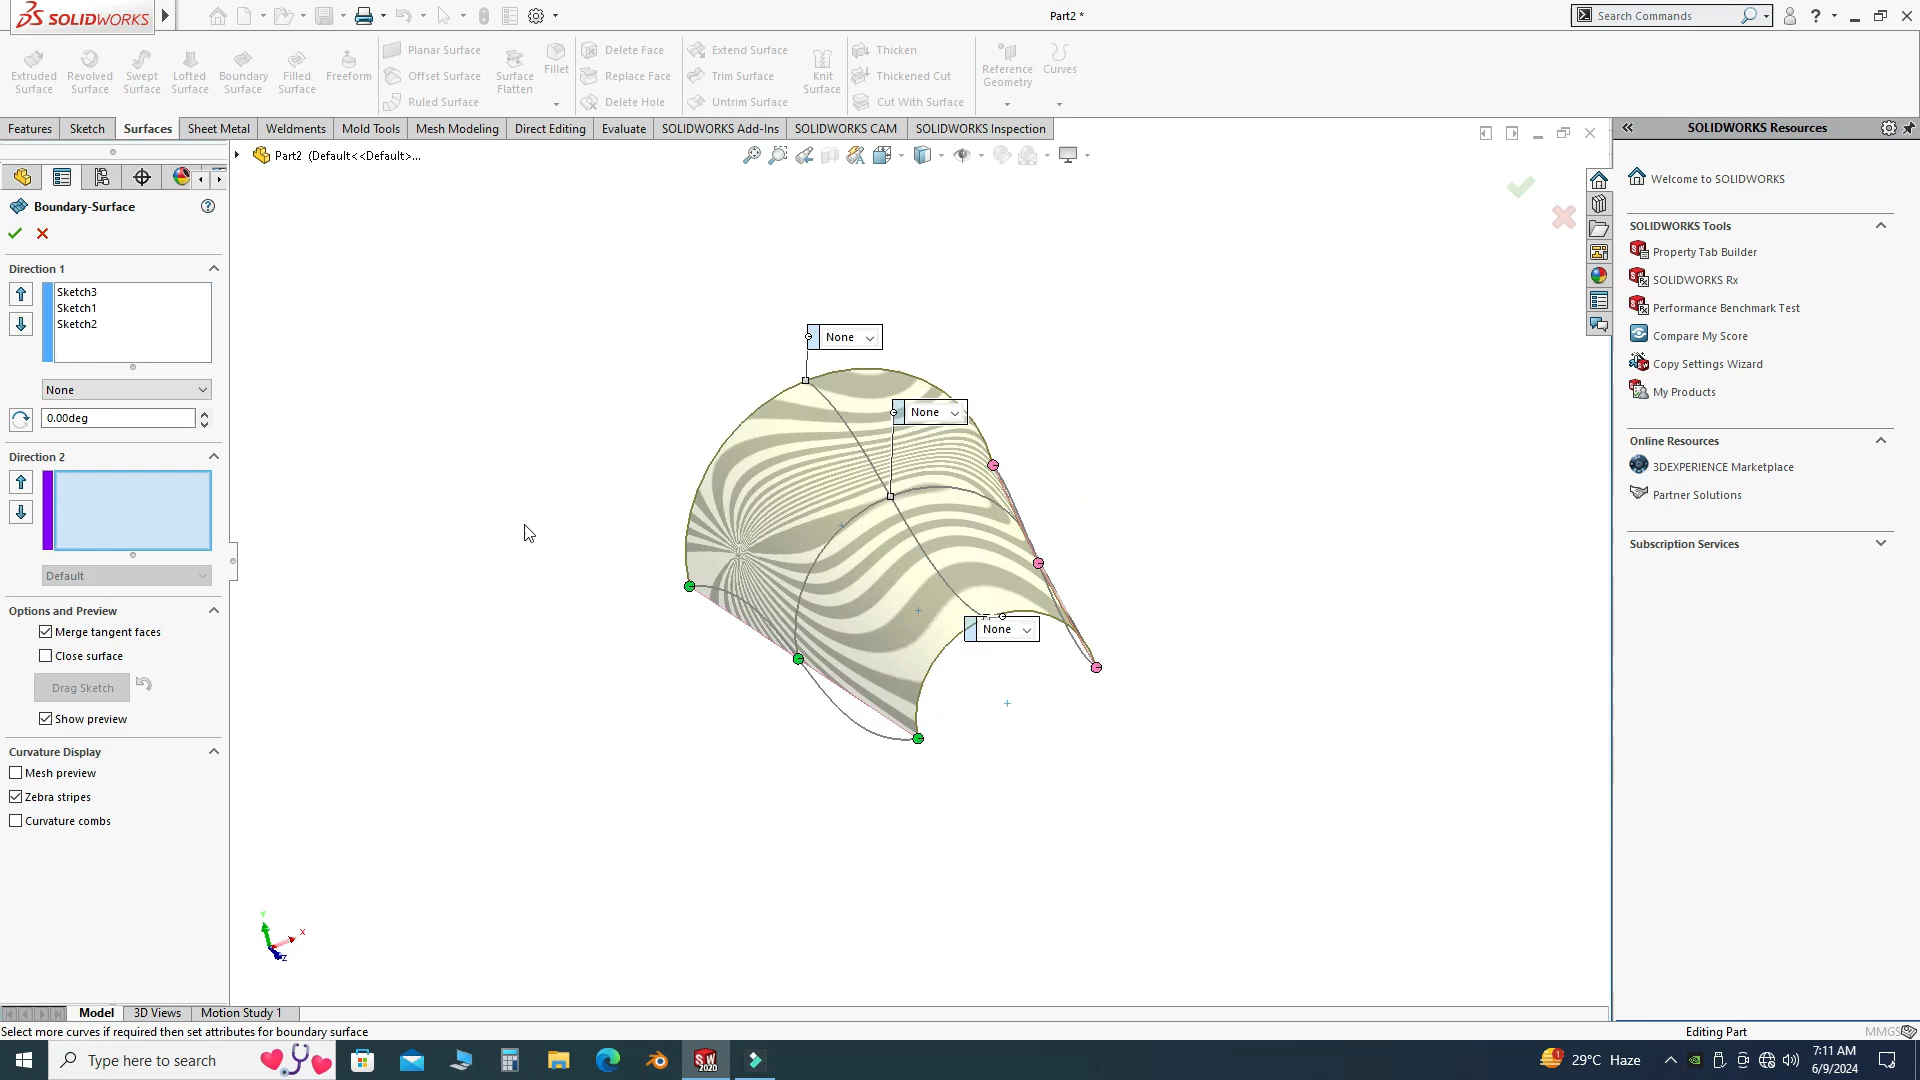 SOLIDWORKS
Part2 *
Search Commands
Extruded Surface
Revolved Surface
Swept Surface
Lofted Surface
Boundary Surface
Filled Surface
Freeform
Planar Surface
Offset Surface
Ruled Surface
Surface Flatten
Fillet
Delete Face
Replace Face
Delete Hole
Extend Surface
Trim Surface
Untrim Surface
Knit Surface
Thicken
Thickened Cut
Cut With Surface
Reference Geometry
Curves
Features
Sketch
Surfaces
Sheet Metal
Weldments
Mold Tools
Mesh Modeling
Direct Editing
Evaluate
SOLIDWORKS Add-Ins
SOLIDWORKS CAM
SOLIDWORKS Inspection
SOLIDWORKS Resources
Part2 (Default<<Default>...
Boundary-Surface
Direction 1
Sketch3
Sketch1
Sketch2
None
0.00deg
Direction 2
Default
Options and Preview
Merge tangent faces
Close surface
Drag Sketch
Show preview
Curvature Display
Mesh preview
Zebra stripes
Curvature combs
None
None
None
Y
X
Z
Welcome to SOLIDWORKS
SOLIDWORKS Tools
Property Tab Builder
SOLIDWORKS Rx
Performance Benchmark Test
Compare My Score
Copy Settings Wizard
My Products
Online Resources
3DEXPERIENCE Marketplace
Partner Solutions
Subscription Services
Model
3D Views
Motion Study 1
Select more curves if required then set attributes for boundary surface
Editing Part
MMGS
Type here to search
SW
2020
29°C Haze
7:11 AM
6/9/2024